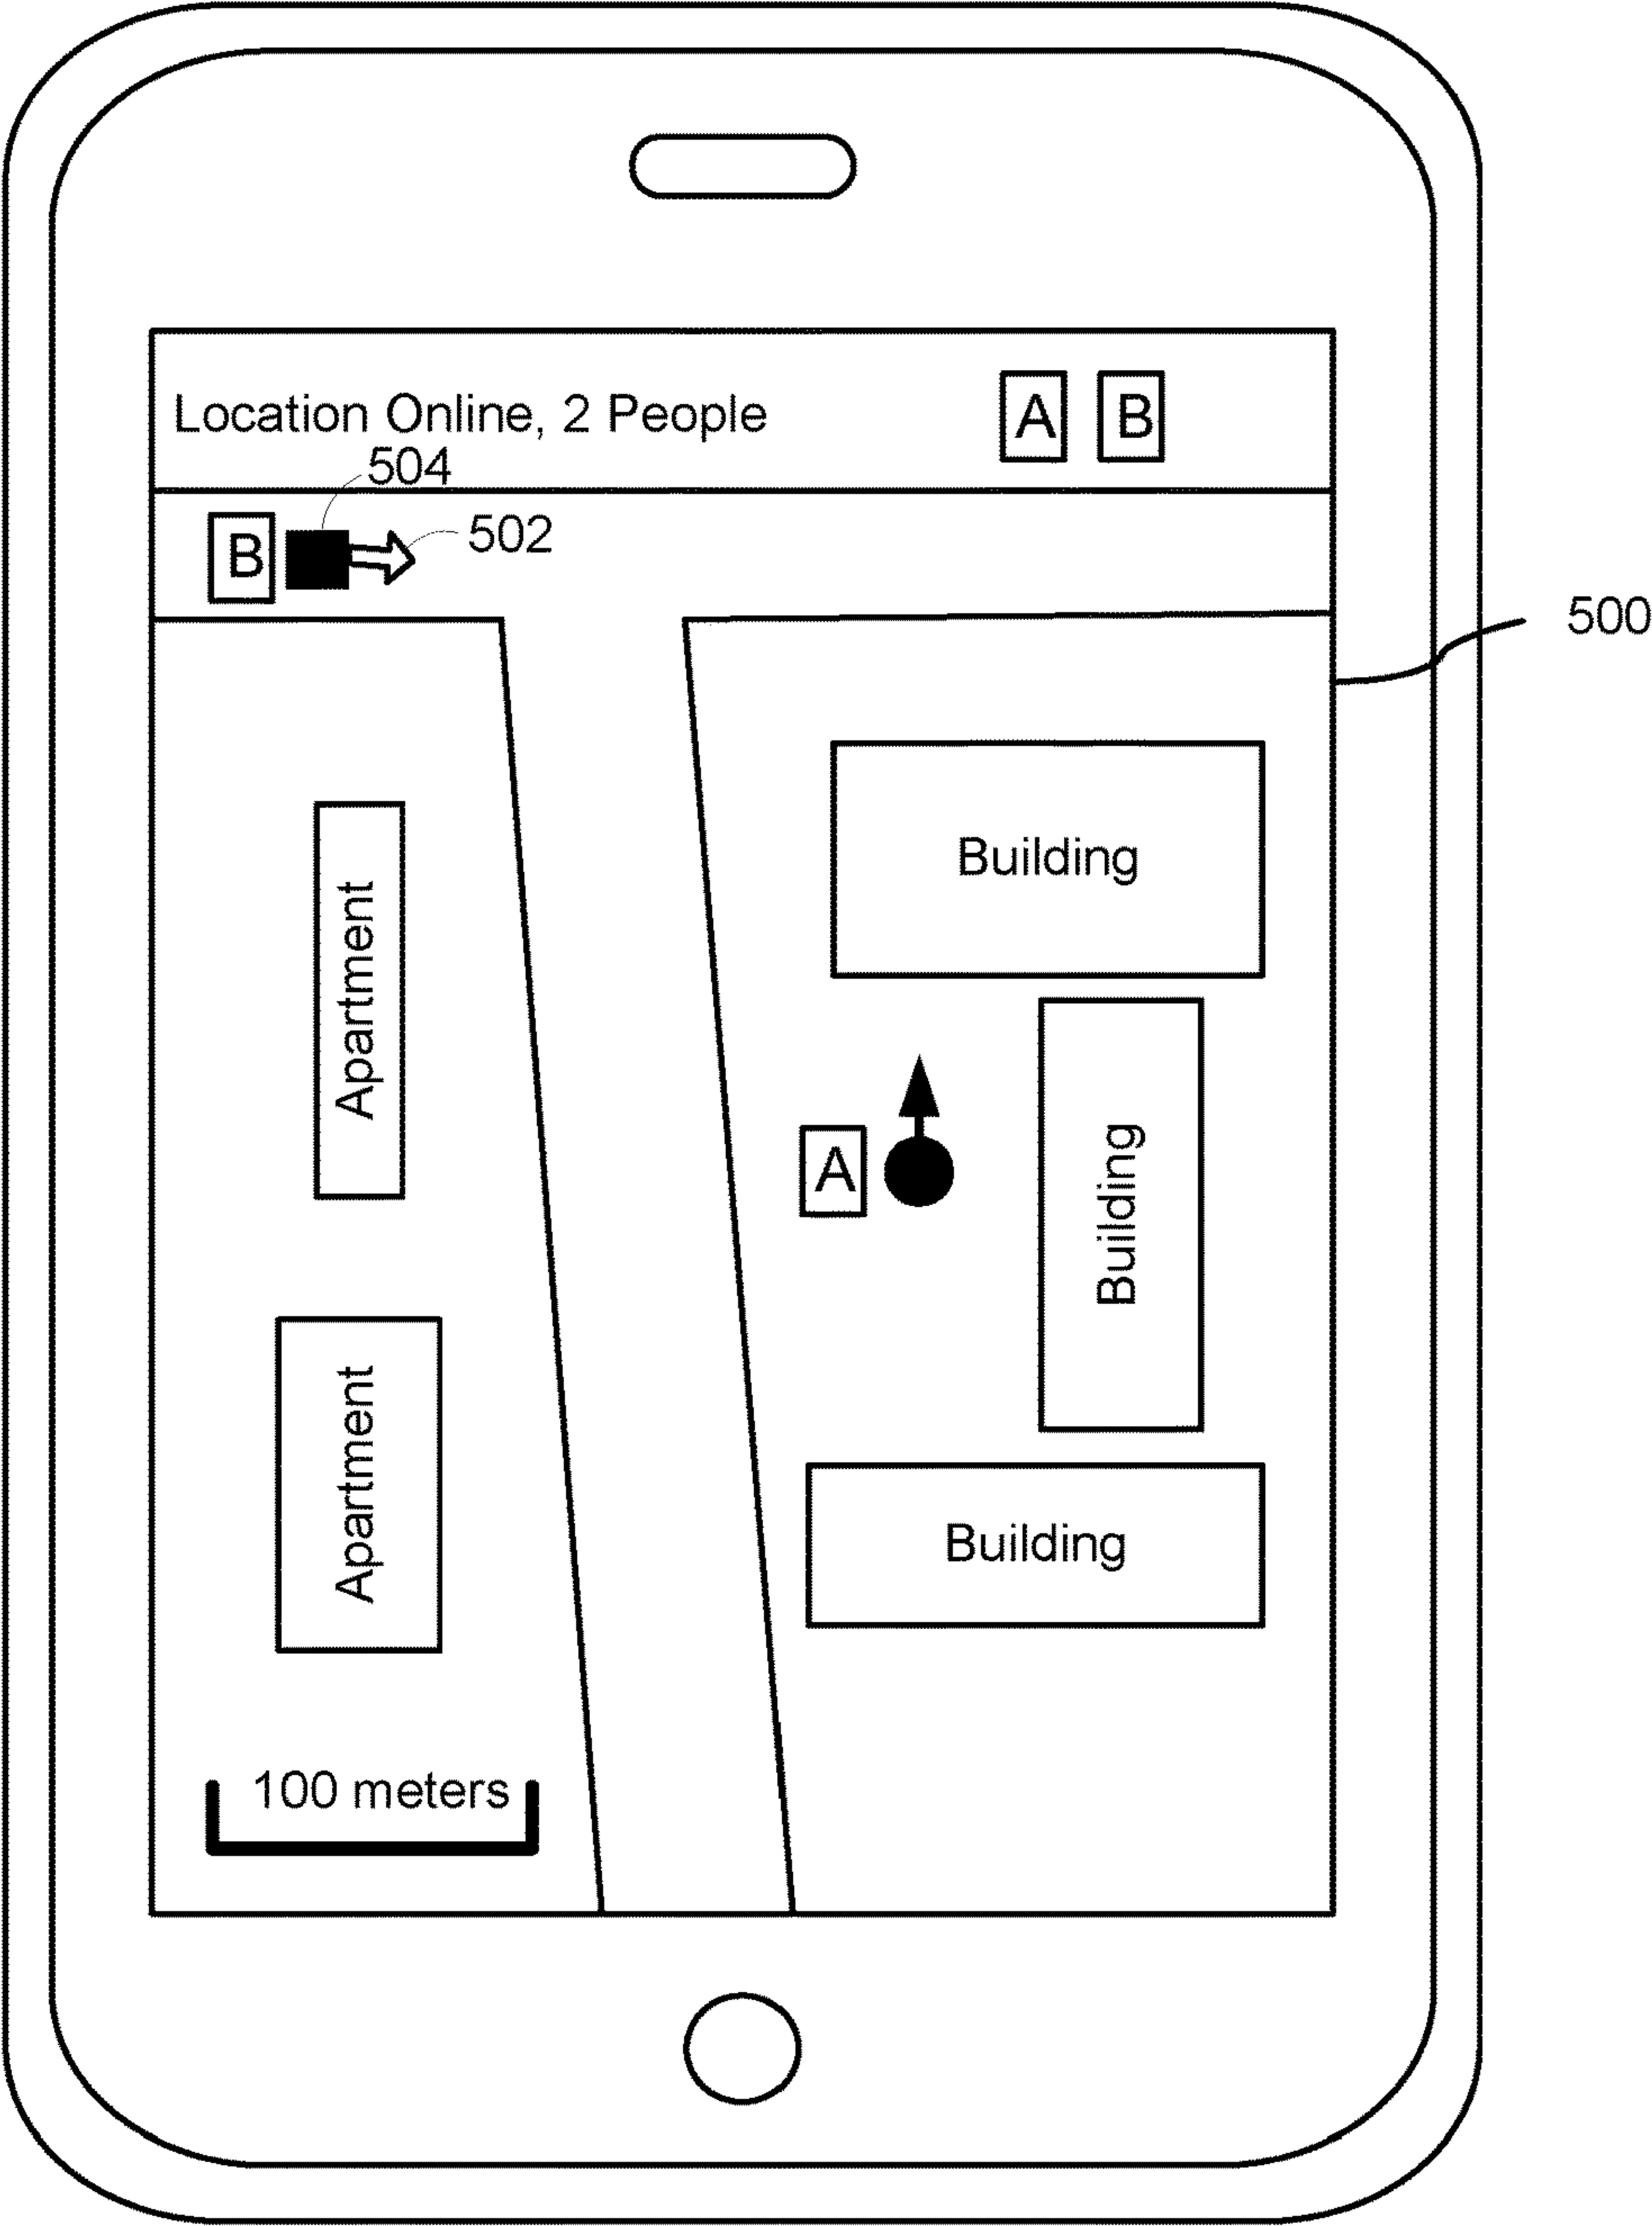 Location Online, 2 People
A
B
504
B
502
500
Building
Apartment
A
Building
Apartment
Building
100 meters